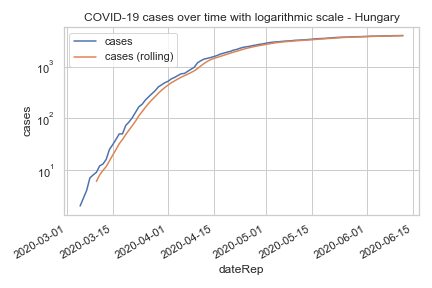 COVID-19 cases over time with logarithmic scale - Hungary
cases
cases (rolling)
10³
10²
10¹
cases
2020-03-01
2020-03-15
2020-04-01
2020-04-15
2020-05-01
2020-05-15
2020-06-01
2020-06-15
dateRep